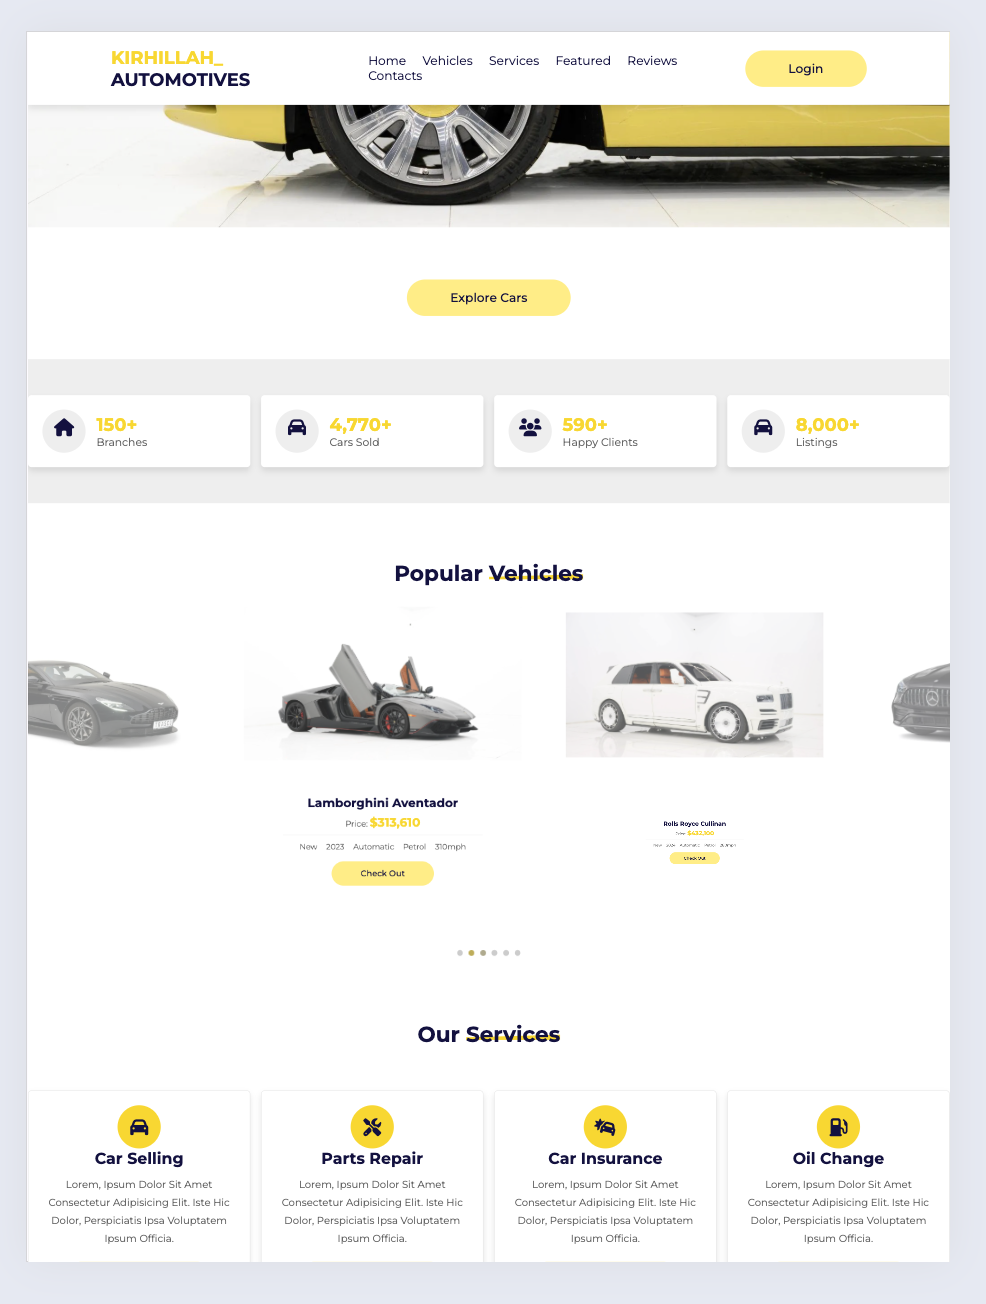 KIRHILLAH_
AUTOMOTIVES
Home Vehicles Services Featured Reviews
Contacts
Login
Explore Cars
150+
Branches
4,770+
Cars Sold
590+
Happy Clients
8,000+
Listings
Popular Vehicles
Lamborghini Aventador
Price: $313,610
New 2023 Automatic Petrol 310mph
Check Out
Rolls Royce Cullinan
Price:
New Automatic Petrol
Check Out
Our Services
Car Selling
Lorem, Ipsum Dolor Sit Amet
Consectetur Adipisicing Elit. Iste Hic
Dolor, Perspiciatis Ipsa Voluptatem
Ipsum Officia.
Parts Repair
Lorem, Ipsum Dolor Sit Amet
Consectetur Adipisicing Elit. Iste Hic
Dolor, Perspiciatis Ipsa Voluptatem
Ipsum Officia.
Car Insurance
Lorem, Ipsum Dolor Sit Amet
Consectetur Adipisicing Elit. Iste Hic
Dolor, Perspiciatis Ipsa Voluptatem
Ipsum Officia.
Oil Change
Lorem, Ipsum Dolor Sit Amet
Consectetur Adipisicing Elit. Iste Hic
Dolor, Perspiciatis Ipsa Voluptatem
Ipsum Officia.